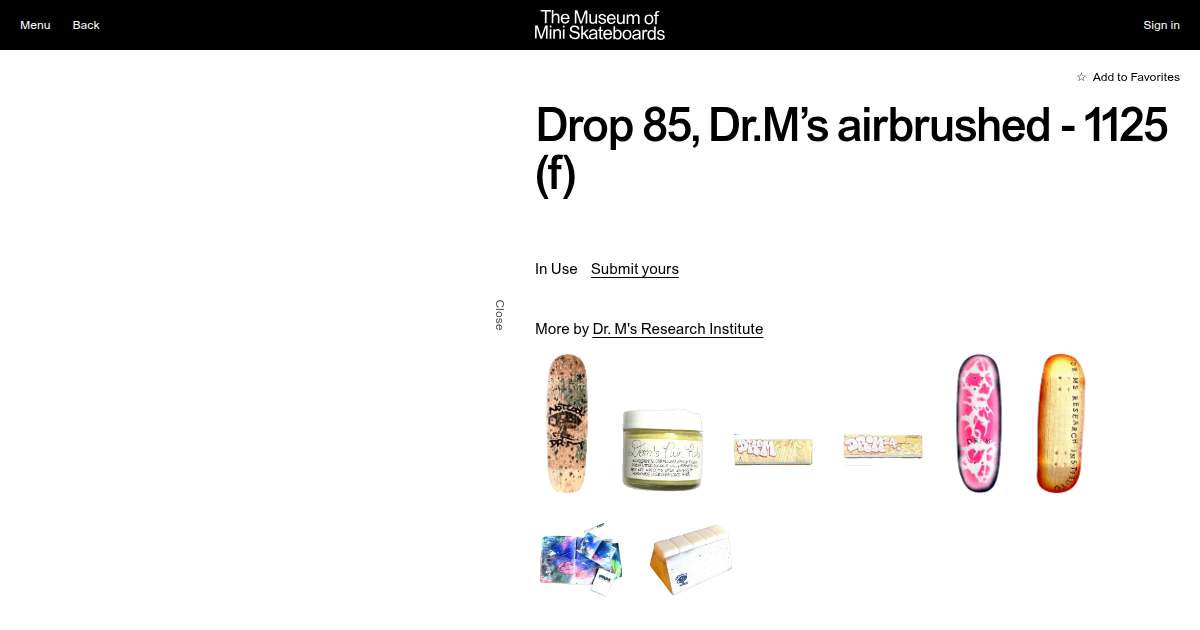 Menu
Back
The Museum of
Mini Skateboards
Sign in
☆ Add to Favorites
Drop 85, Dr.M’s airbrushed - 1125
(f)
In Use
Submit yours
Close
More by Dr. M's Research Institute